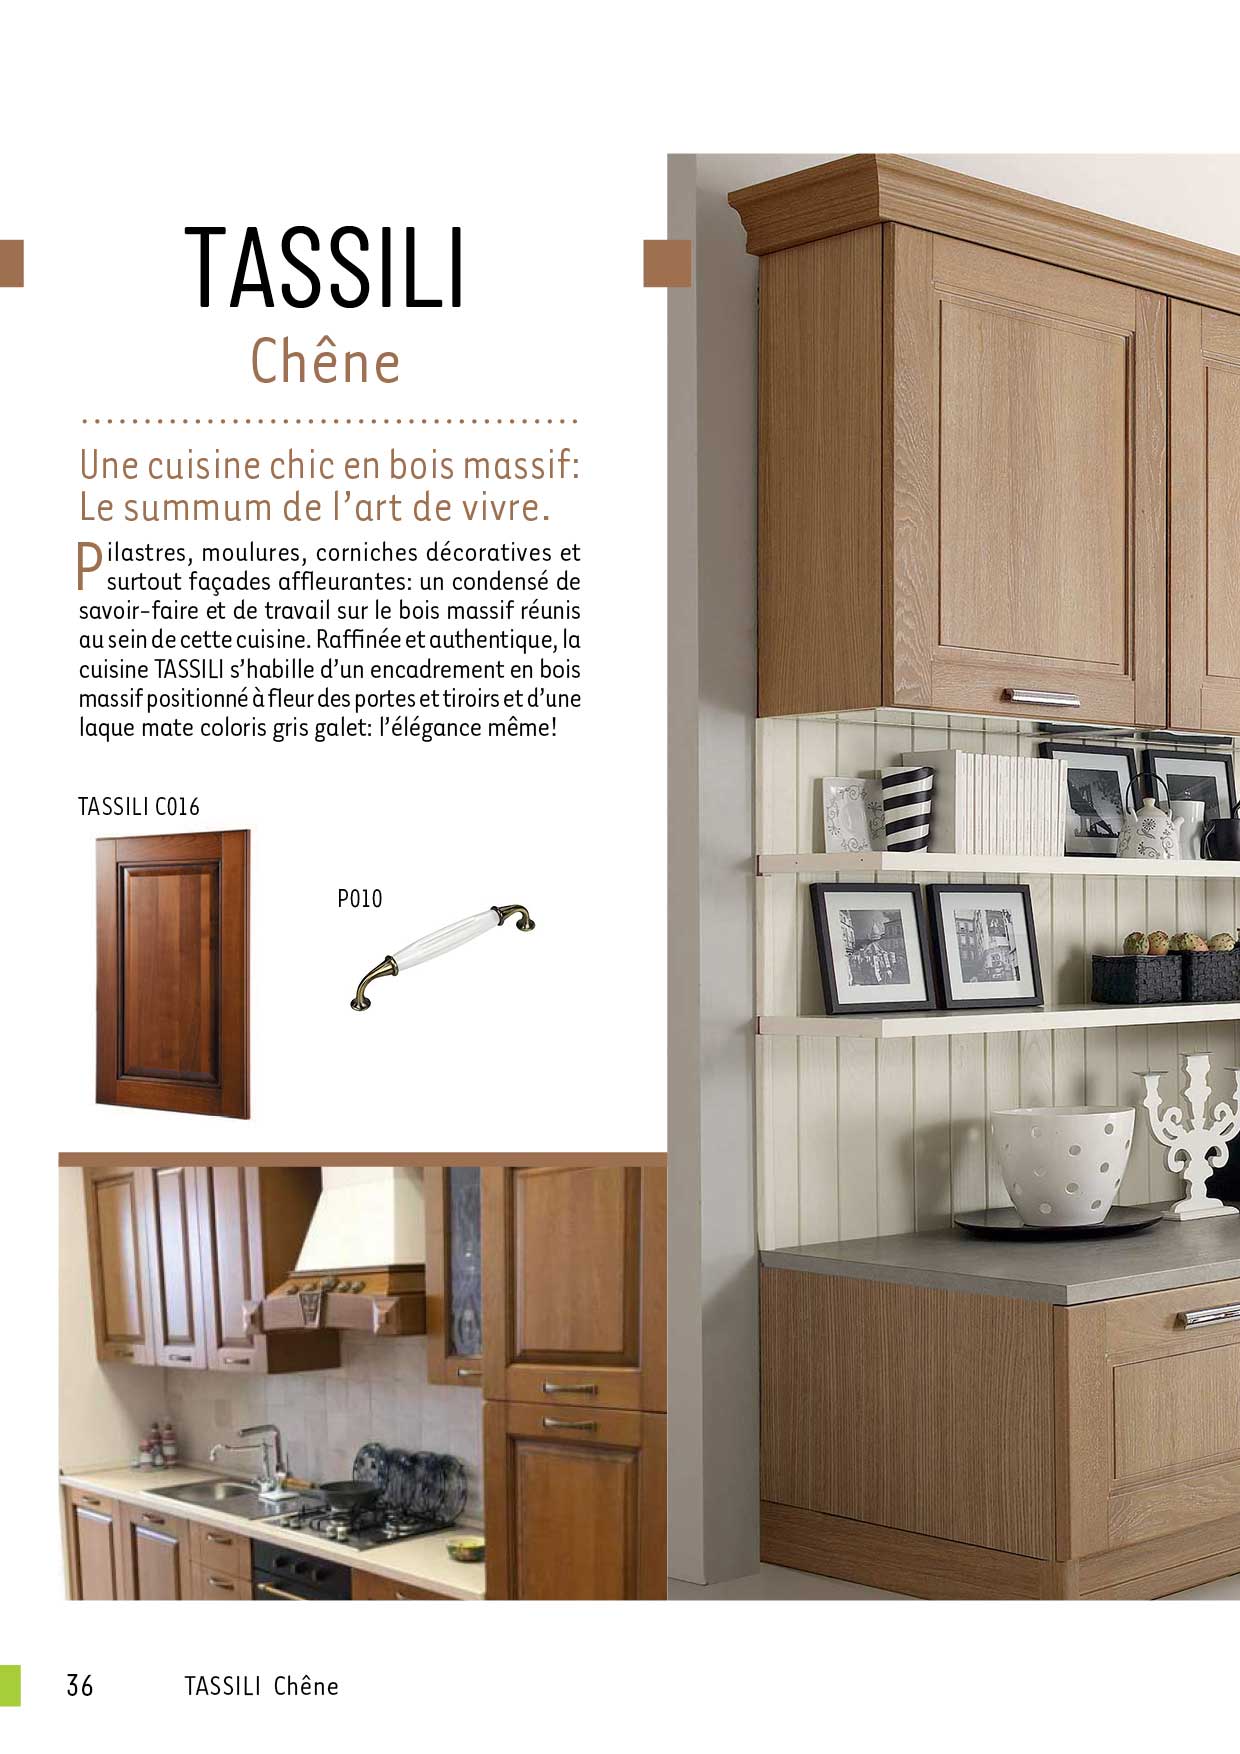 TASSILI
Chêne
Une cuisine chic en bois massif:
Le summum de l'art de vivre.
Pilastres, moulures, corniches décoratives et
surtout façades affleurantes: un condensé de
savoir-faire et de travail sur le bois massif réunis
au sein de cette cuisine. Raffinée et authentique, la
cuisine TASSILI s'habille d'un encadrement en bois
massif positionné à fleur des portes et tiroirs et d'une
laque mate coloris gris galet: l'élégance même!
TASSILI C016
P010
36 TASSILI Chêne